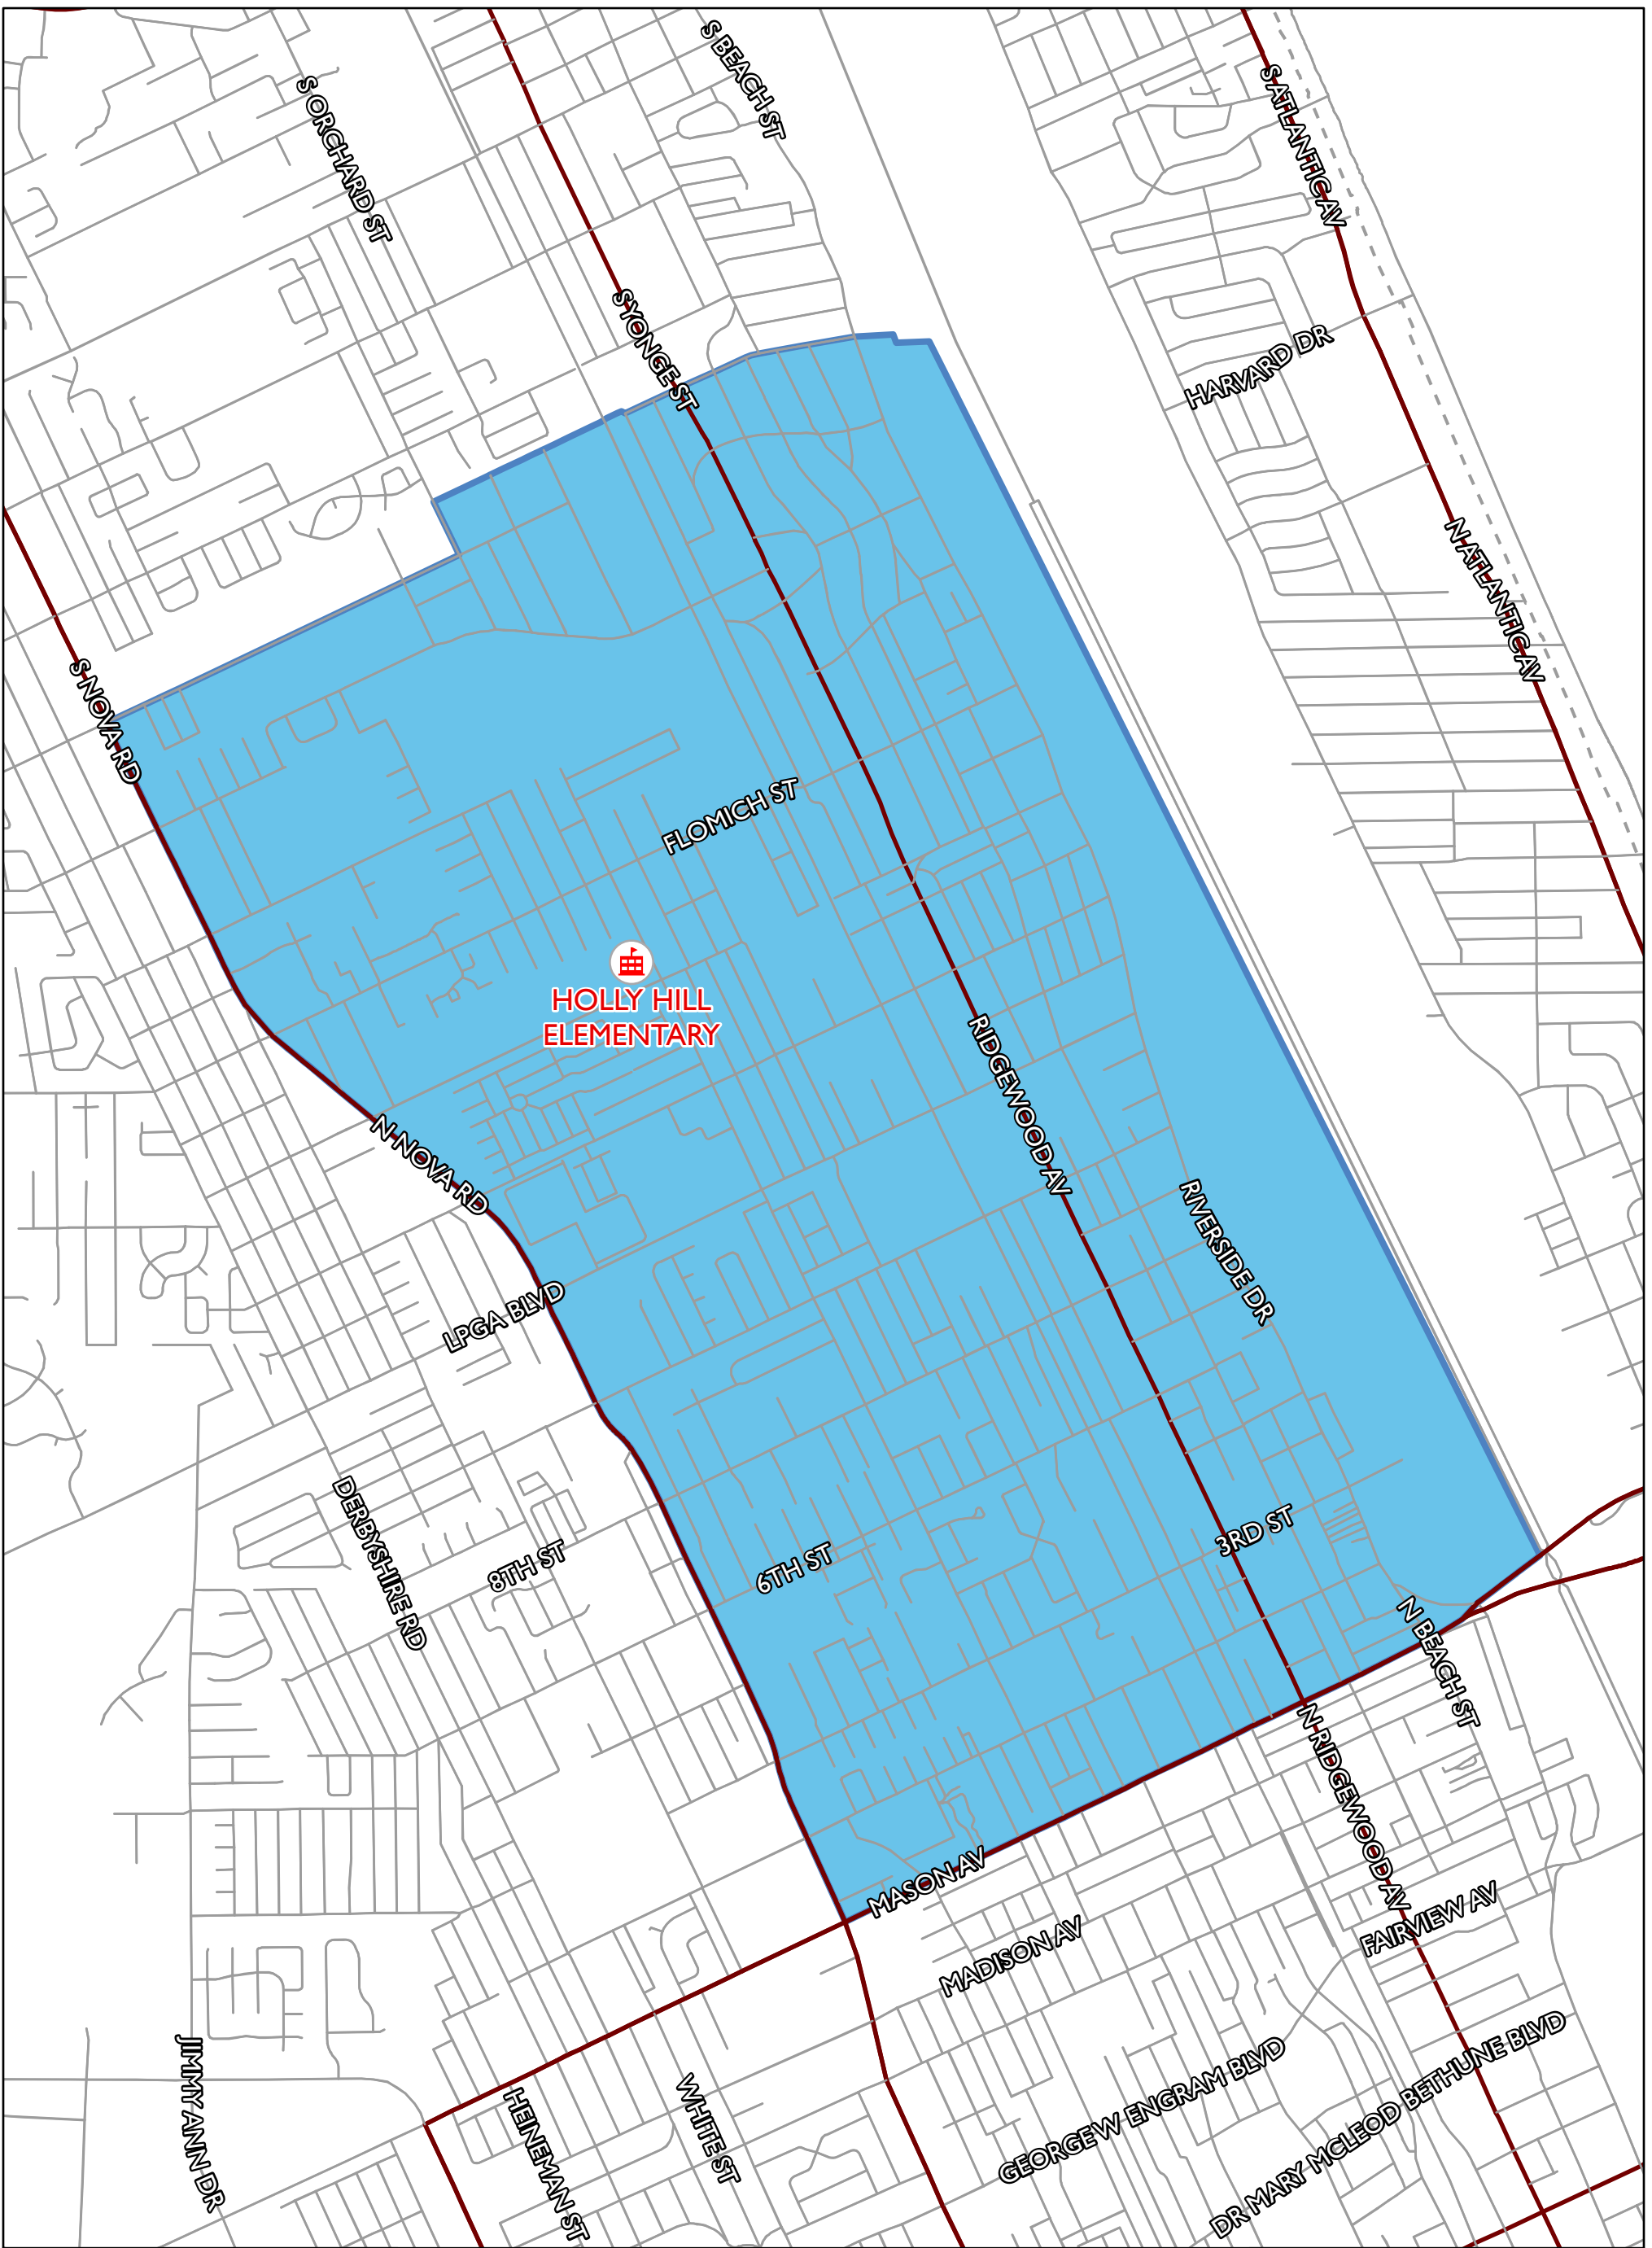 S BEACH ST
S ORCHARD ST
S ATLANTIC AV
S YONGE ST
HARVARD DR
N ATLANTIC AV
S NOVA RD
FLOMICH ST
HOLLY HILL
ELEMENTARY
RIDGEWOOD AV
N NOVA RD
RIVERSIDE DR
LPGA BLVD
DERBYSHIRE RD
3RD ST
8TH ST
6TH ST
N BEACH ST
N RIDGEWOOD AV
MASON AV
FAIRVIEW AV
MADISON AV
JIMMY ANN DR
GEORGE W ENGRAM BLVD
DR MARY MCLEOD BETHUNE BLVD
WHITE ST
HEINEMAN ST